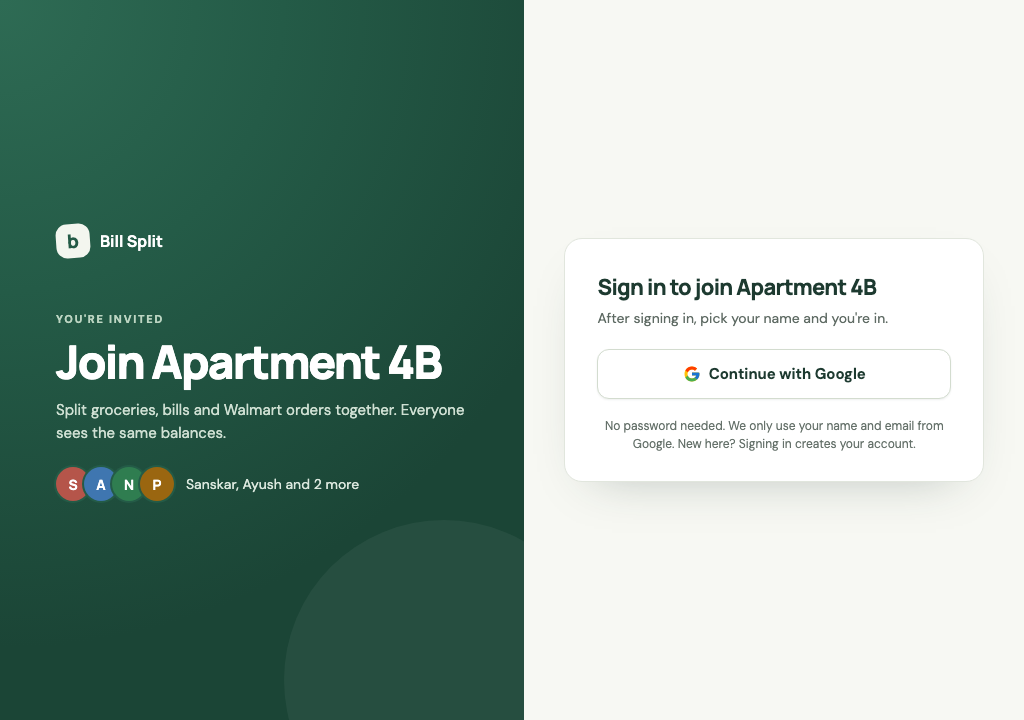 b
Bill Split
YOU'RE INVITED
Join Apartment 4B
Split groceries, bills and Walmart orders together. Everyone
sees the same balances.
S A N P
Sanskar, Ayush and 2 more
Sign in to join Apartment 4B
After signing in, pick your name and you're in.
Continue with Google
No password needed. We only use your name and email from
Google. New here? Signing in creates your account.